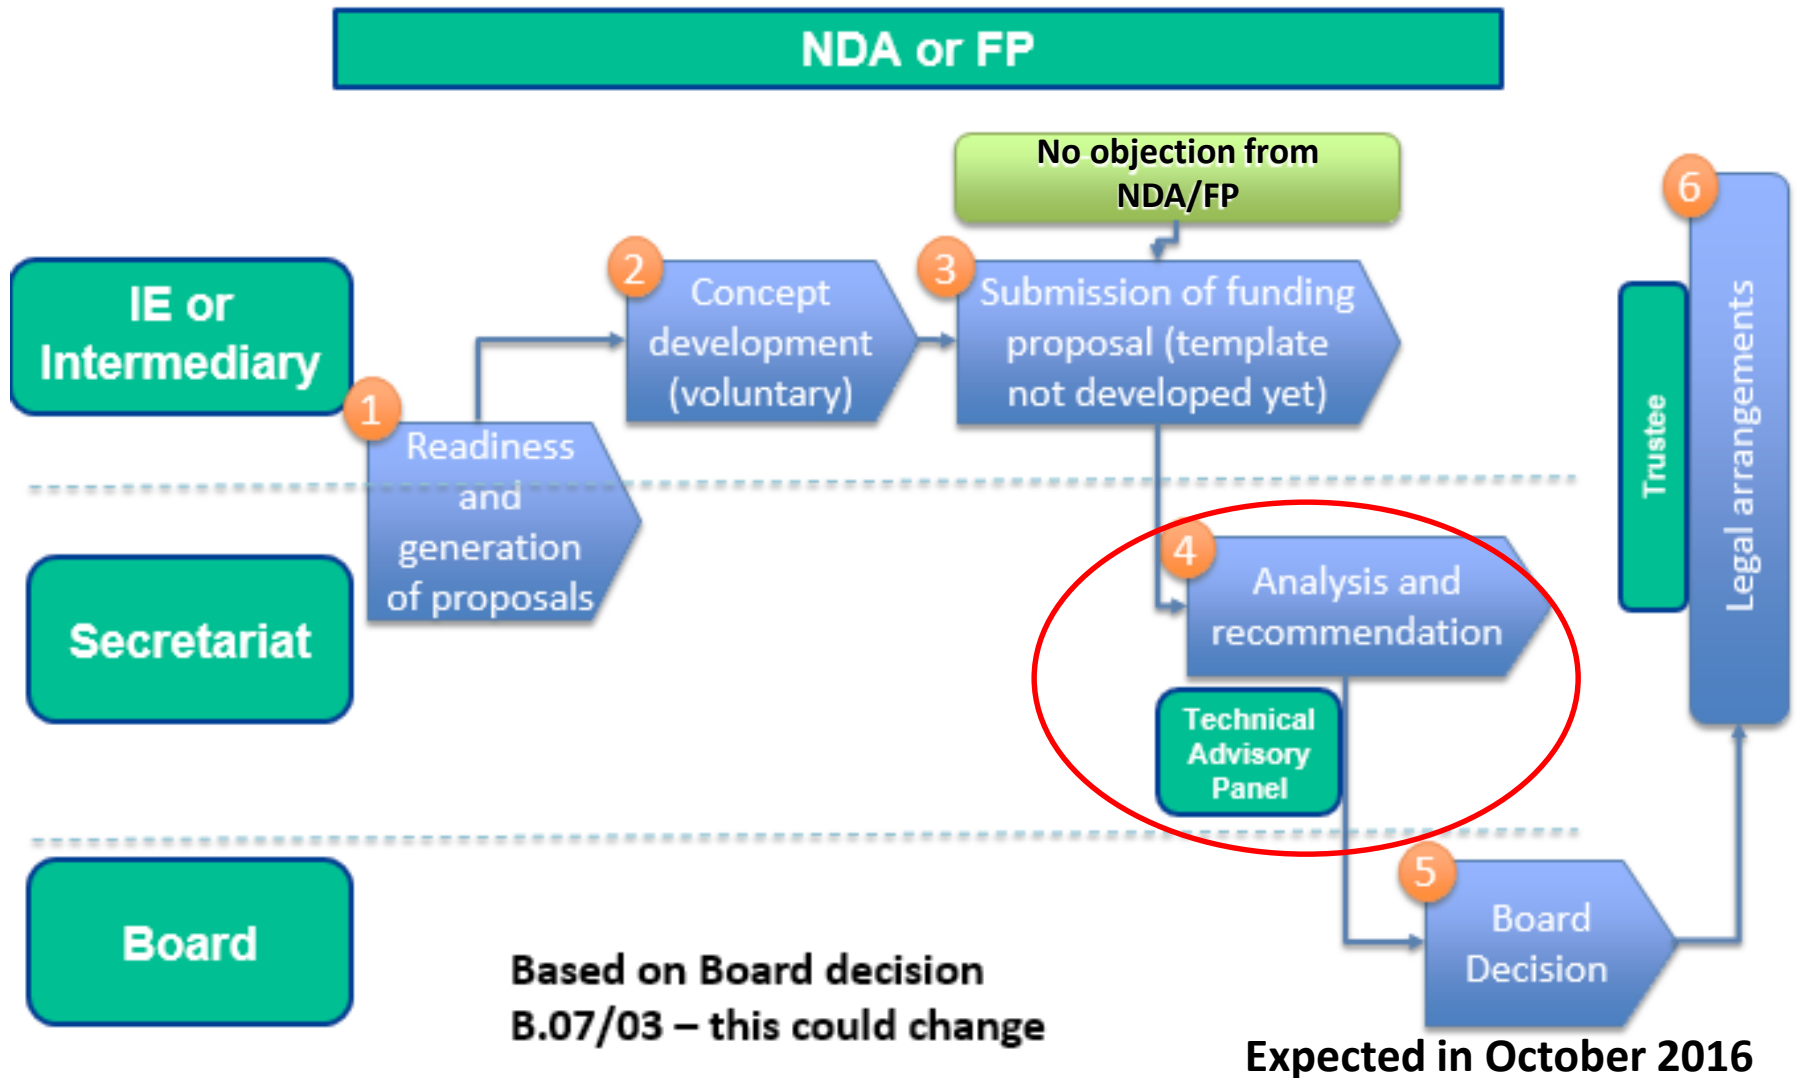 NDA or FP
No objection from
NDA/FP
6
2
3
IE or
Intermediary
Concept
development
(voluntary)
Submission of funding
proposal (template
not developed yet)
1
Readiness
and
generation
of proposals
Trustee
Legal arrangements
4
Analysis and
recommendation
Secretariat
Technical
Advisory
Panel
5
Board
Board
Decision
Based on Board decision
B.07/03 – this could change
Expected in October 2016